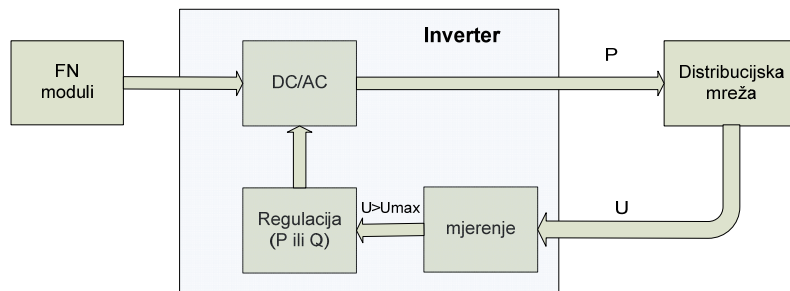 Inverter
FN
moduli
DC/AC
P
Distribucijska
mreža
Regulacija
(P ili Q)
U>Umax
mjerenje
U